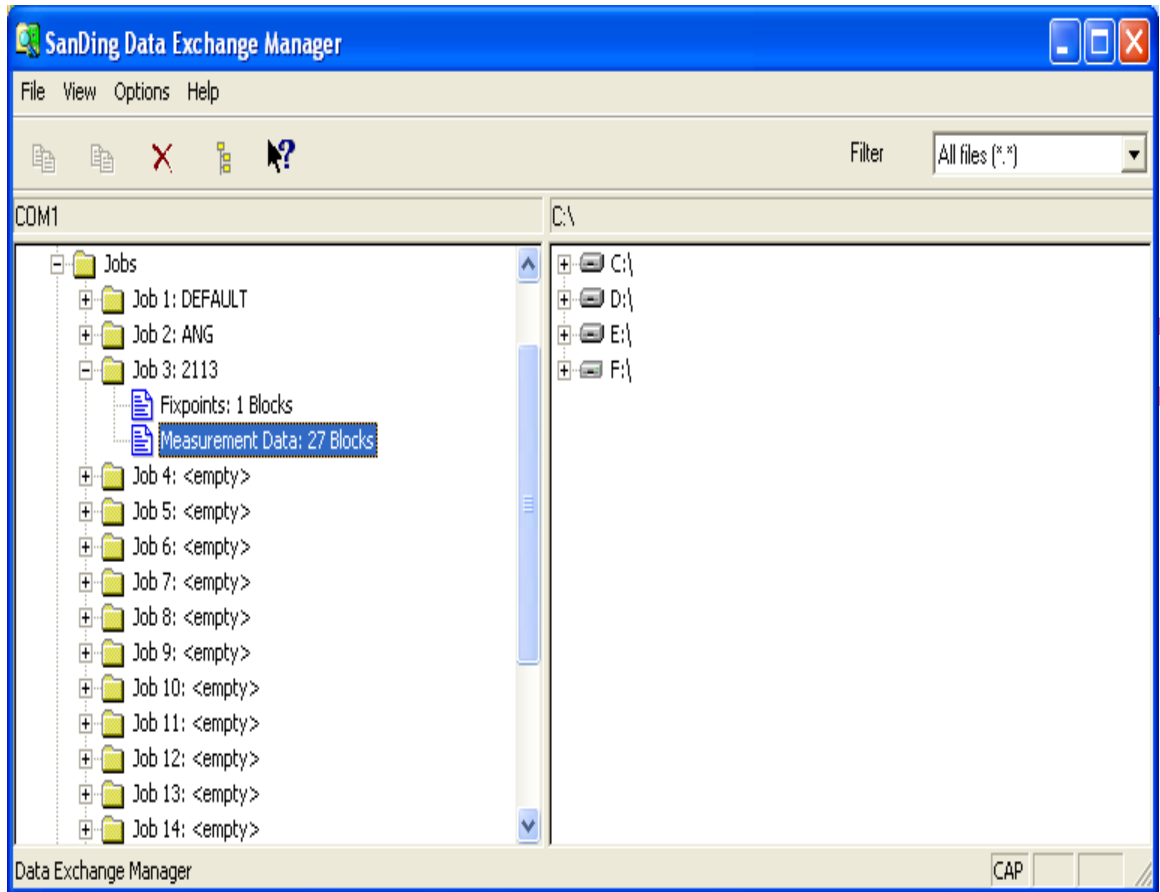 SanDing Data Exchange Manager
File View Options Help
Filter All files (*.*)
COM1
C:\
Jobs
Job 1: DEFAULT
Job 2: ANG
Job 3: 2113
Fixpoints: 1 Blocks
Measurement Data: 27 Blocks
Job 4: <empty>
Job 5: <empty>
Job 6: <empty>
Job 7: <empty>
Job 8: <empty>
Job 9: <empty>
Job 10: <empty>
Job 11: <empty>
Job 12: <empty>
Job 13: <empty>
Job 14: <empty>
C:\
D:\
E:\
F:\
Data Exchange Manager
CAP